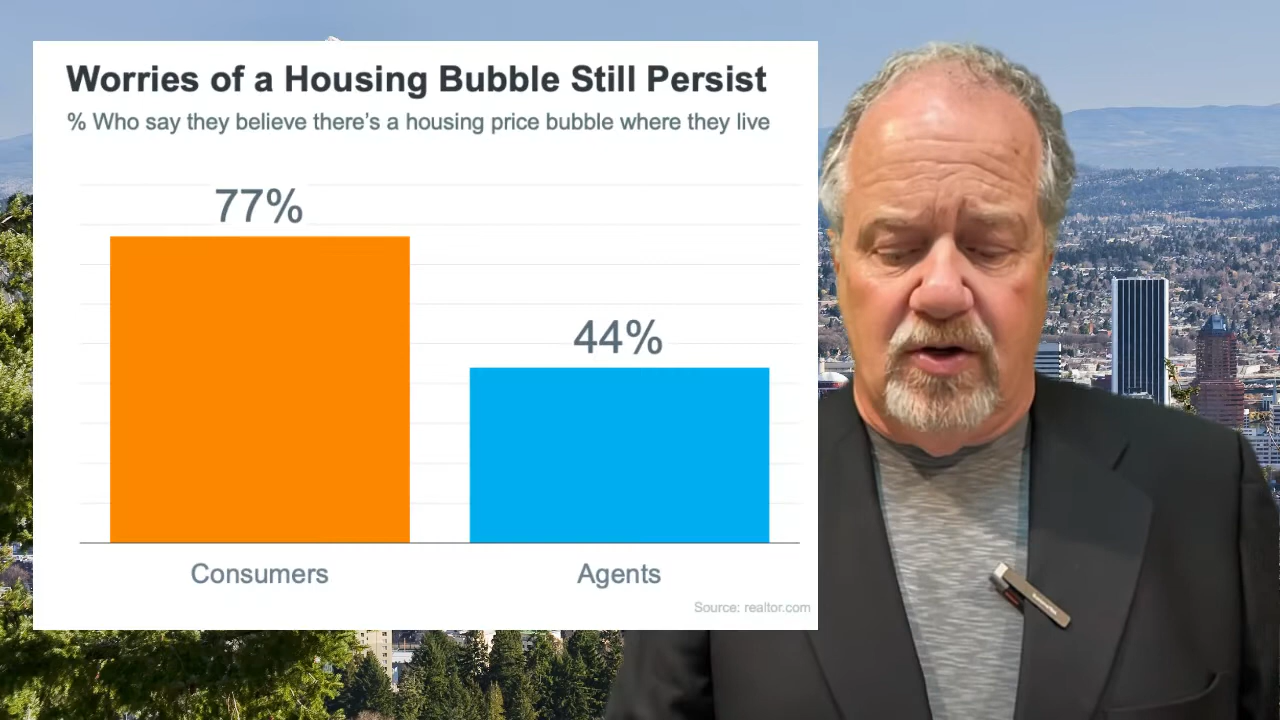 Worries of a Housing Bubble Still Persist
% Who say they believe there's a housing price bubble where they live
77%
44%
Consumers
Agents
Source: realtor.com